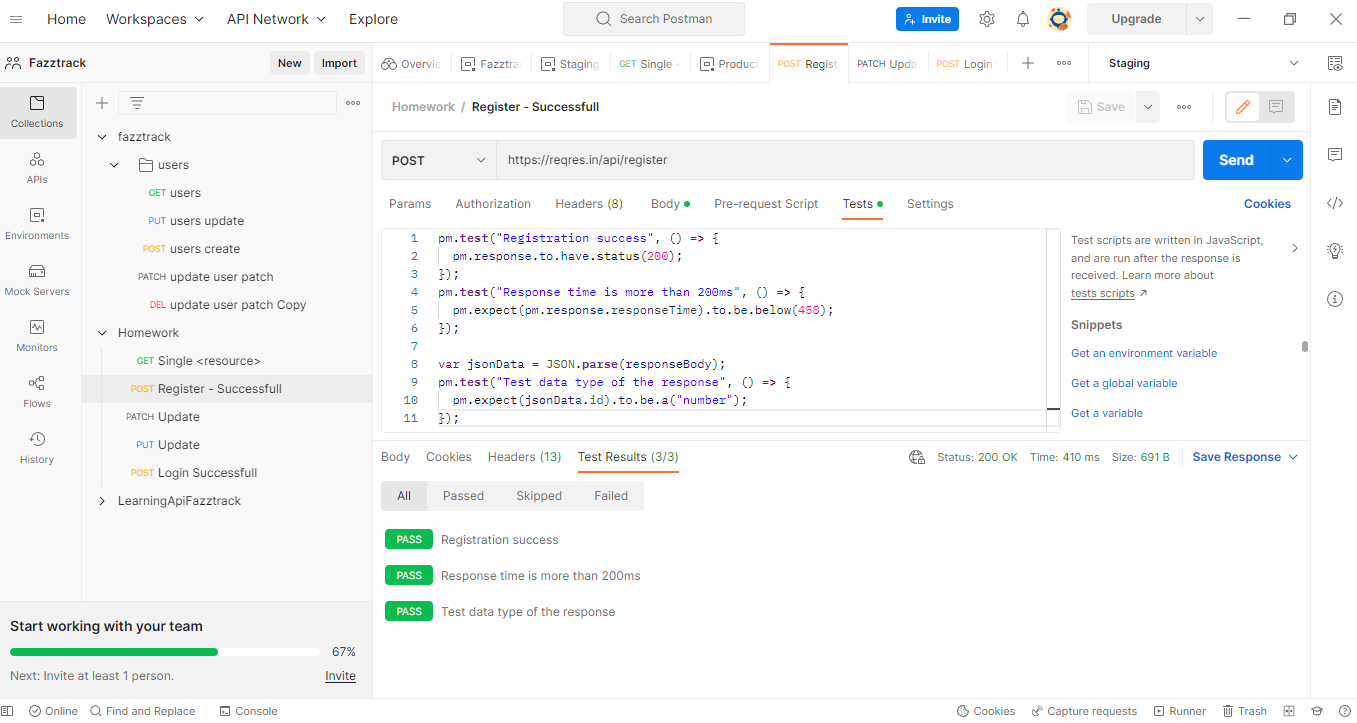 Home Workspaces API Network Explore Search Postman Invite Upgrade
Fazztrack New Import Overvie Fazztra Staging GET Single < Product POST Regist PATCH Upda POST Login Staging
Collections
APIs
Environments
Mock Servers
Monitors
Flows
History
fazztrack
users
GET users
PUT users update
POST users create
PATCH update user patch
DEL update user patch Copy
Homework
GET Single <resource>
POST Register - Successfull
PATCH Update
PUT Update
POST Login Successfull
LearningApiFazztrack
Start working with your team
67%
Next: Invite at least 1 person. Invite
Homework / Register - Successfull Save
POST https://reqres.in/api/register Send
Params Authorization Headers (8) Body Pre-request Script Tests Settings Cookies
1 pm.test("Registration success", () => {
2 pm.response.to.have.status(200);
3 });
4 pm.test("Response time is more than 200ms", () => {
5 pm.expect(pm.response.responseTime).to.be.below(458);
6 });
7
8 var jsonData = JSON.parse(responseBody);
9 pm.test("Test data type of the response", () => {
10 pm.expect(jsonData.id).to.be.a("number");
11 });
Test scripts are written in JavaScript,
and are run after the response is
received. Learn more about
tests scripts
Snippets
Get an environment variable
Get a global variable
Get a variable
Body Cookies Headers (13) Test Results (3/3) Status: 200 OK Time: 410 ms Size: 691 B Save Response
All Passed Skipped Failed
PASS Registration success
PASS Response time is more than 200ms
PASS Test data type of the response
Online Find and Replace Console Cookies Capture requests Runner Trash